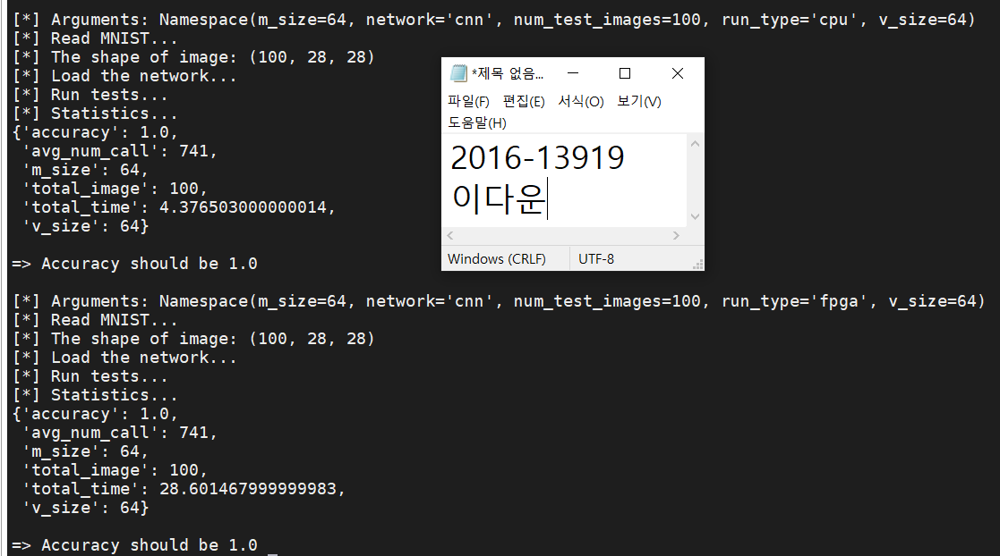 [*] Arguments: Namespace(m_size=64, network='cnn', num_test_images=100, run_type='cpu', v_size=64)
[*] Read MNIST...
[*] The shape of image: (100, 28, 28)
[*] Load the network...
[*] Run tests...
[*] Statistics...
{'accuracy': 1.0,
 'avg_num_call': 741,
 'm_size': 64,
 'total_image': 100,
 'total_time': 4.376503000000014,
 'v_size': 64}
=> Accuracy should be 1.0
*제목 없음...
파일(F) 편집(E) 서식(O) 보기(V)
도움말(H)
2016-13919
이다운
Windows (CRLF) UTF-8
[*] Arguments: Namespace(m_size=64, network='cnn', num_test_images=100, run_type='fpga', v_size=64)
[*] Read MNIST...
[*] The shape of image: (100, 28, 28)
[*] Load the network...
[*] Run tests...
[*] Statistics...
{'accuracy': 1.0,
 'avg_num_call': 741,
 'm_size': 64,
 'total_image': 100,
 'total_time': 28.601467999999983,
 'v_size': 64}
=> Accuracy should be 1.0